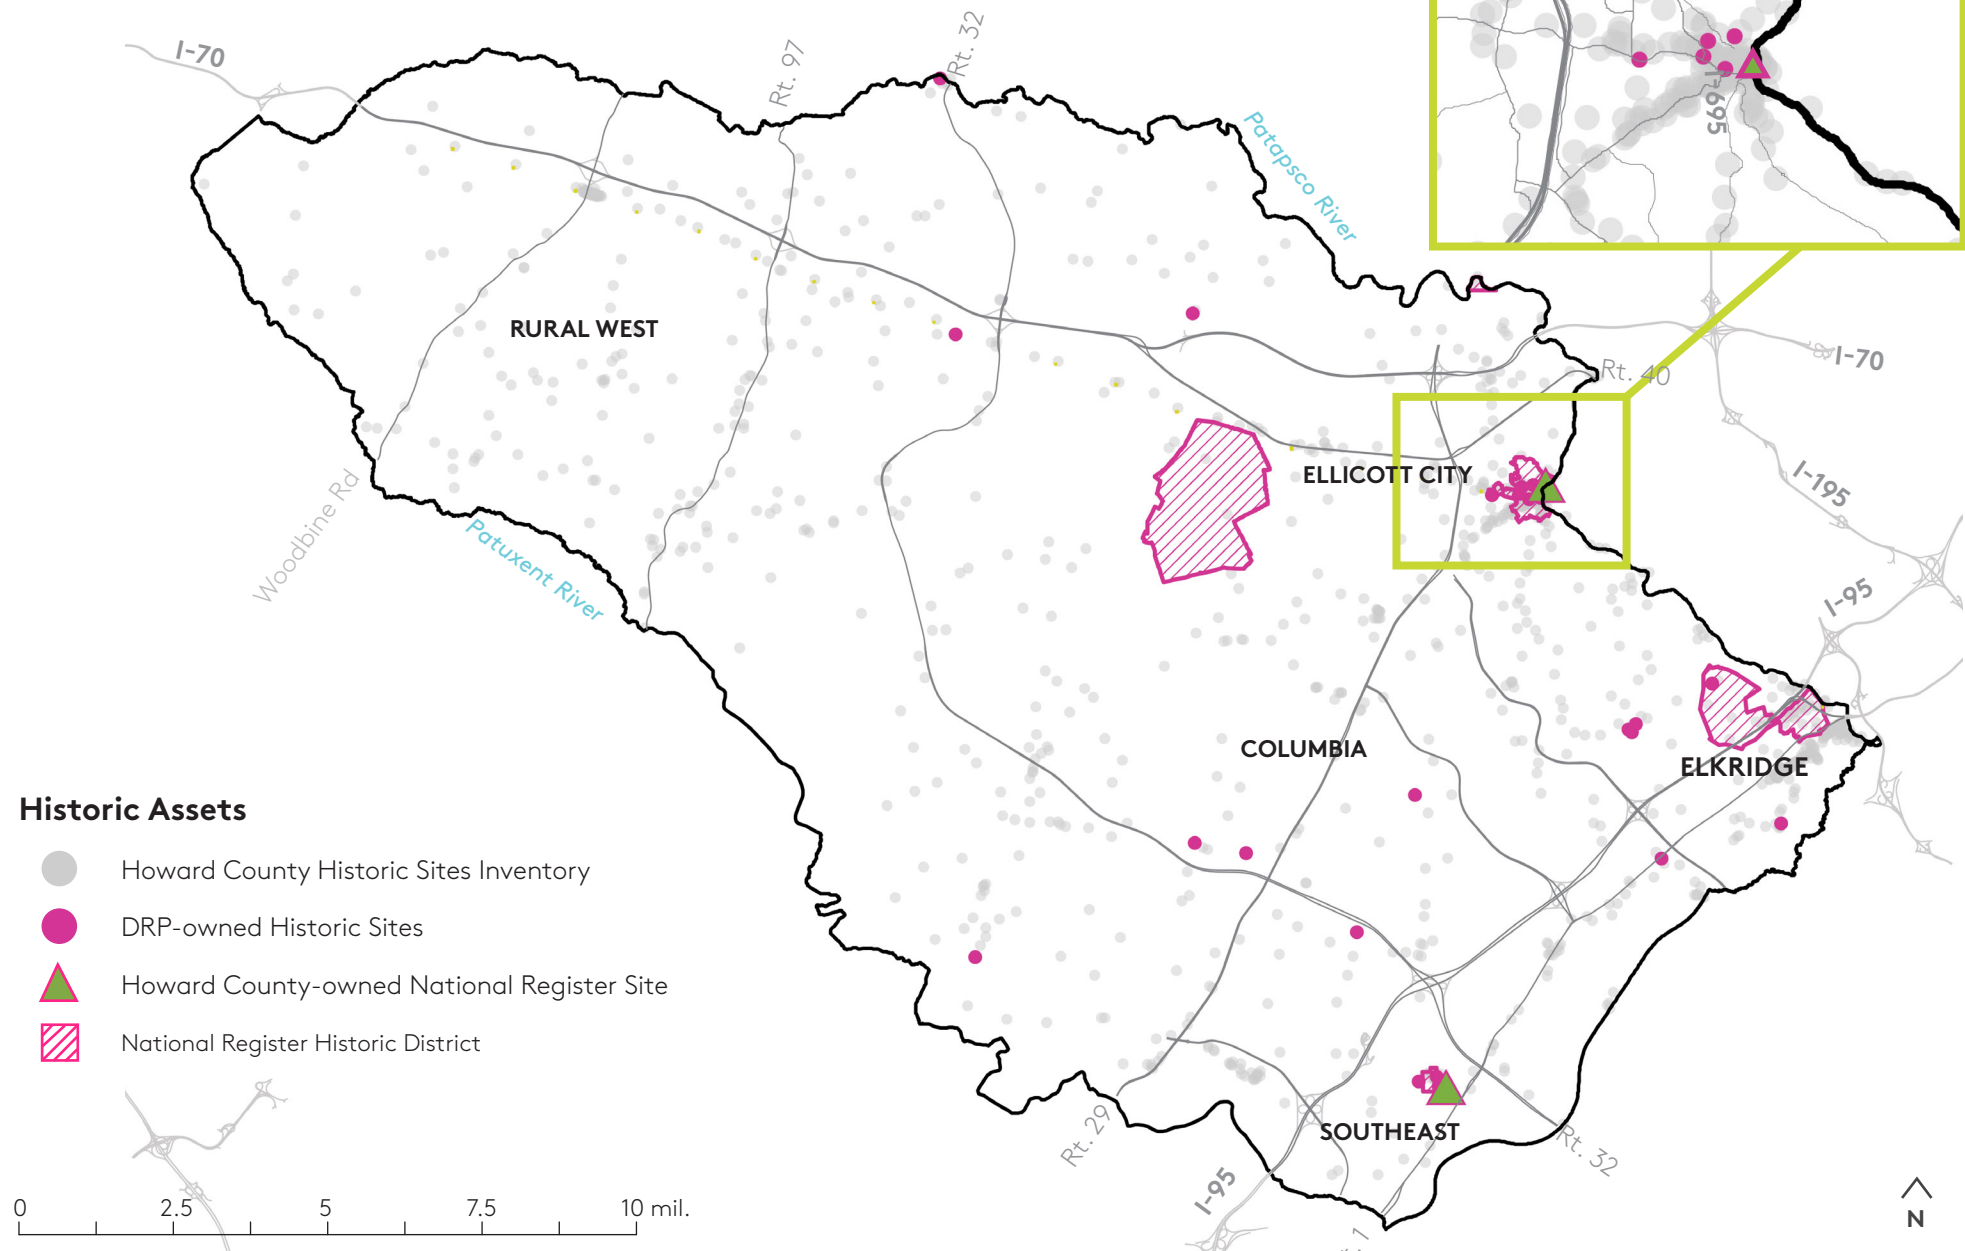 I-70
Rt. 97
Rt. 32
Patapsco River
I-695
RURAL WEST
I-70
Rt. 40
ELLICOTT CITY
I-195
Woodbine Rd
Patuxent River
I-95
COLUMBIA
ELKRIDGE
Historic Assets
Howard County Historic Sites Inventory
DRP-owned Historic Sites
Howard County-owned National Register Site
National Register Historic District
Rt. 29
SOUTHEAST
Rt. 32
I-95
0 2.5 5 7.5 10 mil.
N